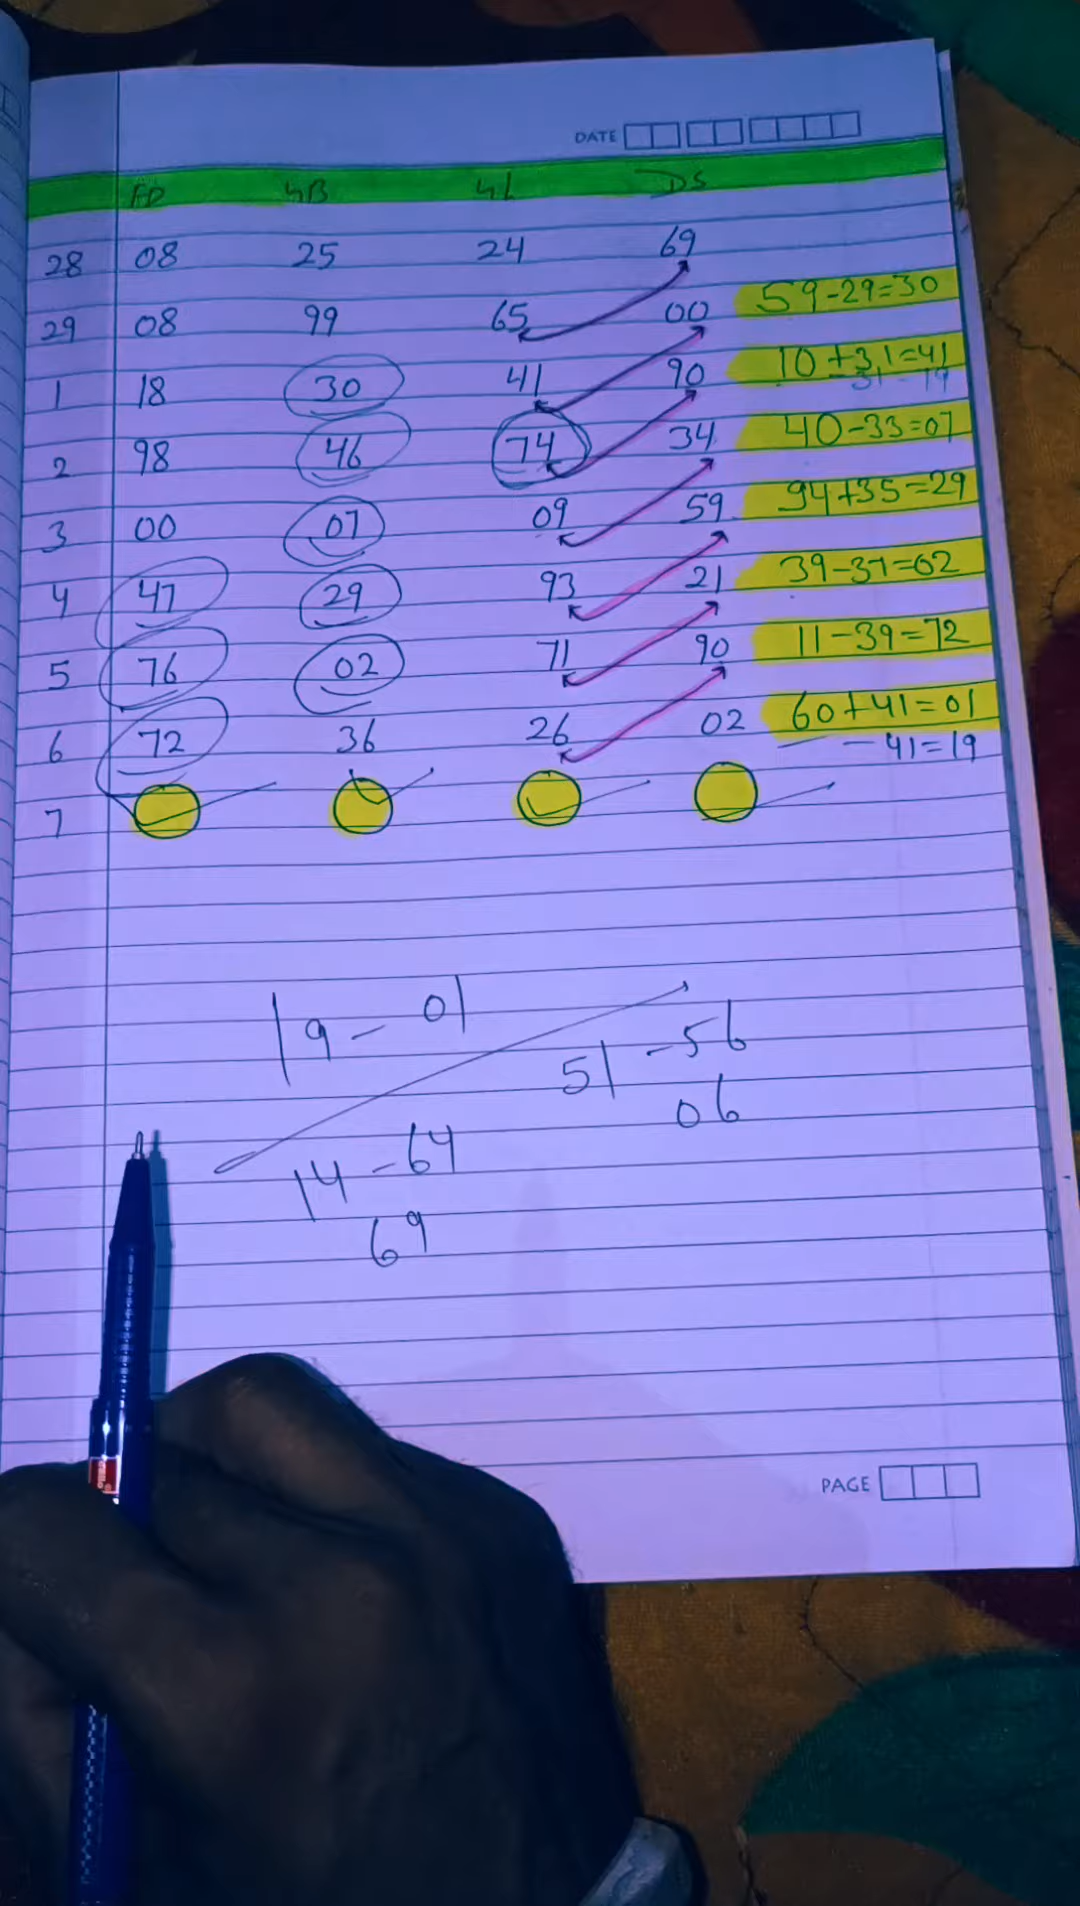 DATE
FD GB GL DS
28 08 25 24 69
29 08 99 65 00 59-29=30
1 18 30 41 90 10+31=41
2 98 46 74 34 40-33=07
3 00 07 09 59 94+35=29
4 47 29 93 21 39-37=02
5 76 02 71 90 11-39=72
6 72 36 26 02 60+41=01
-41=19
7
19-01
51-56
06
14-64
69
PAGE